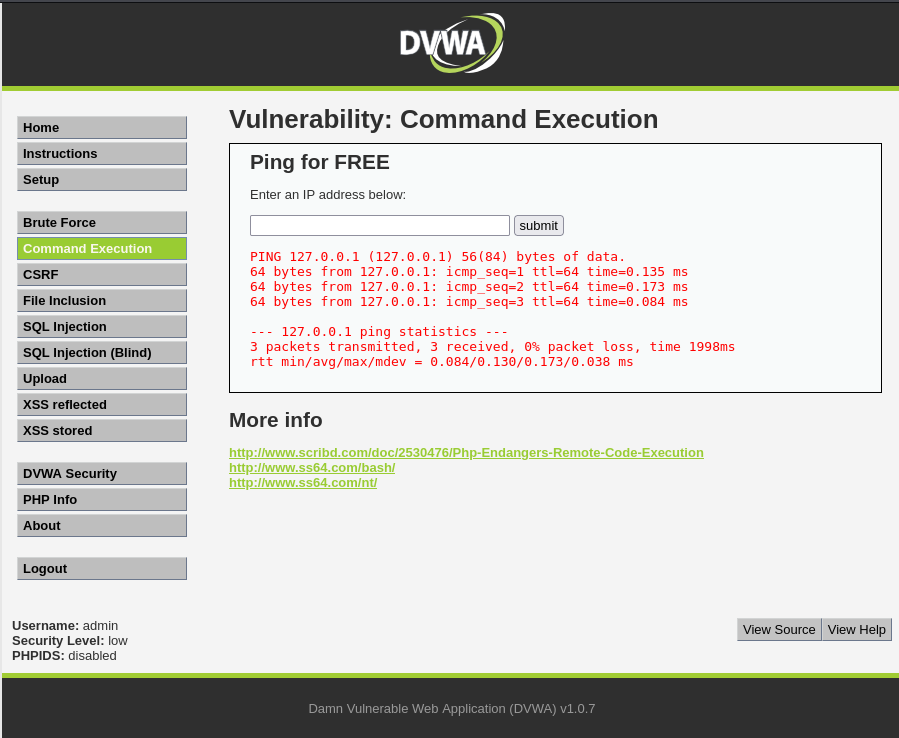 DVWA
Home
Instructions
Setup
Brute Force
Command Execution
CSRF
File Inclusion
SQL Injection
SQL Injection (Blind)
Upload
XSS reflected
XSS stored
DVWA Security
PHP Info
About
Logout
Vulnerability: Command Execution
Ping for FREE
Enter an IP address below:
submit
PING 127.0.0.1 (127.0.0.1) 56(84) bytes of data.
64 bytes from 127.0.0.1: icmp_seq=1 ttl=64 time=0.135 ms
64 bytes from 127.0.0.1: icmp_seq=2 ttl=64 time=0.173 ms
64 bytes from 127.0.0.1: icmp_seq=3 ttl=64 time=0.084 ms
--- 127.0.0.1 ping statistics ---
3 packets transmitted, 3 received, 0% packet loss, time 1998ms
rtt min/avg/max/mdev = 0.084/0.130/0.173/0.038 ms
More info
http://www.scribd.com/doc/2530476/Php-Endangers-Remote-Code-Execution
http://www.ss64.com/bash/
http://www.ss64.com/nt/
Username: admin
Security Level: low
PHPIDS: disabled
View Source View Help
Damn Vulnerable Web Application (DVWA) v1.0.7